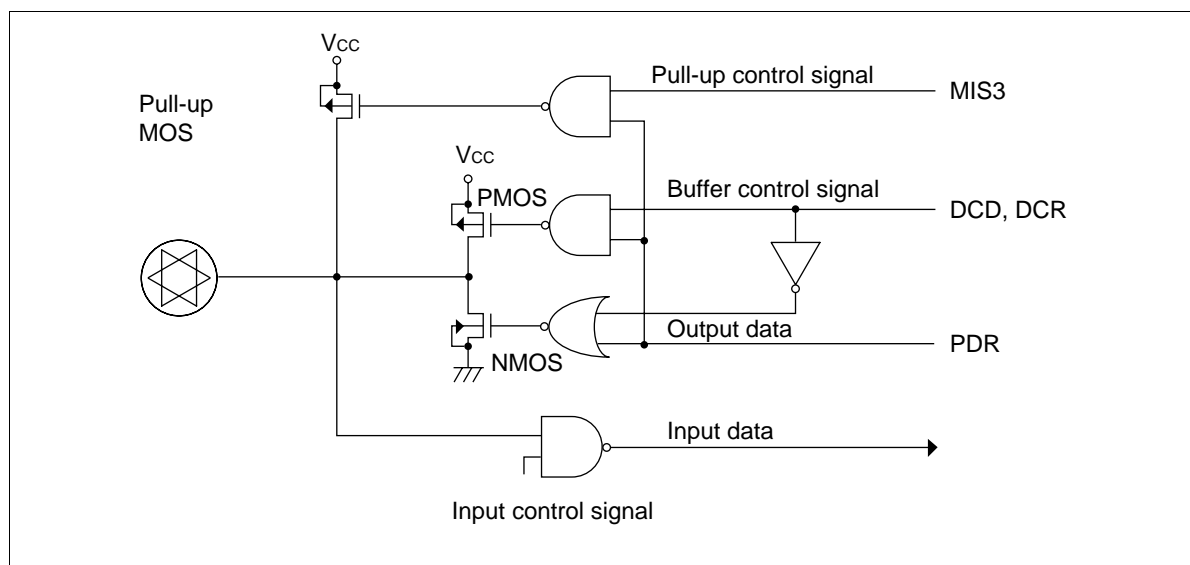 VCC
Pull-up control signal
MIS3
Pull-up
MOS
VCC
PMOS
Buffer control signal
DCD, DCR
Output data
PDR
NMOS
Input data
Input control signal